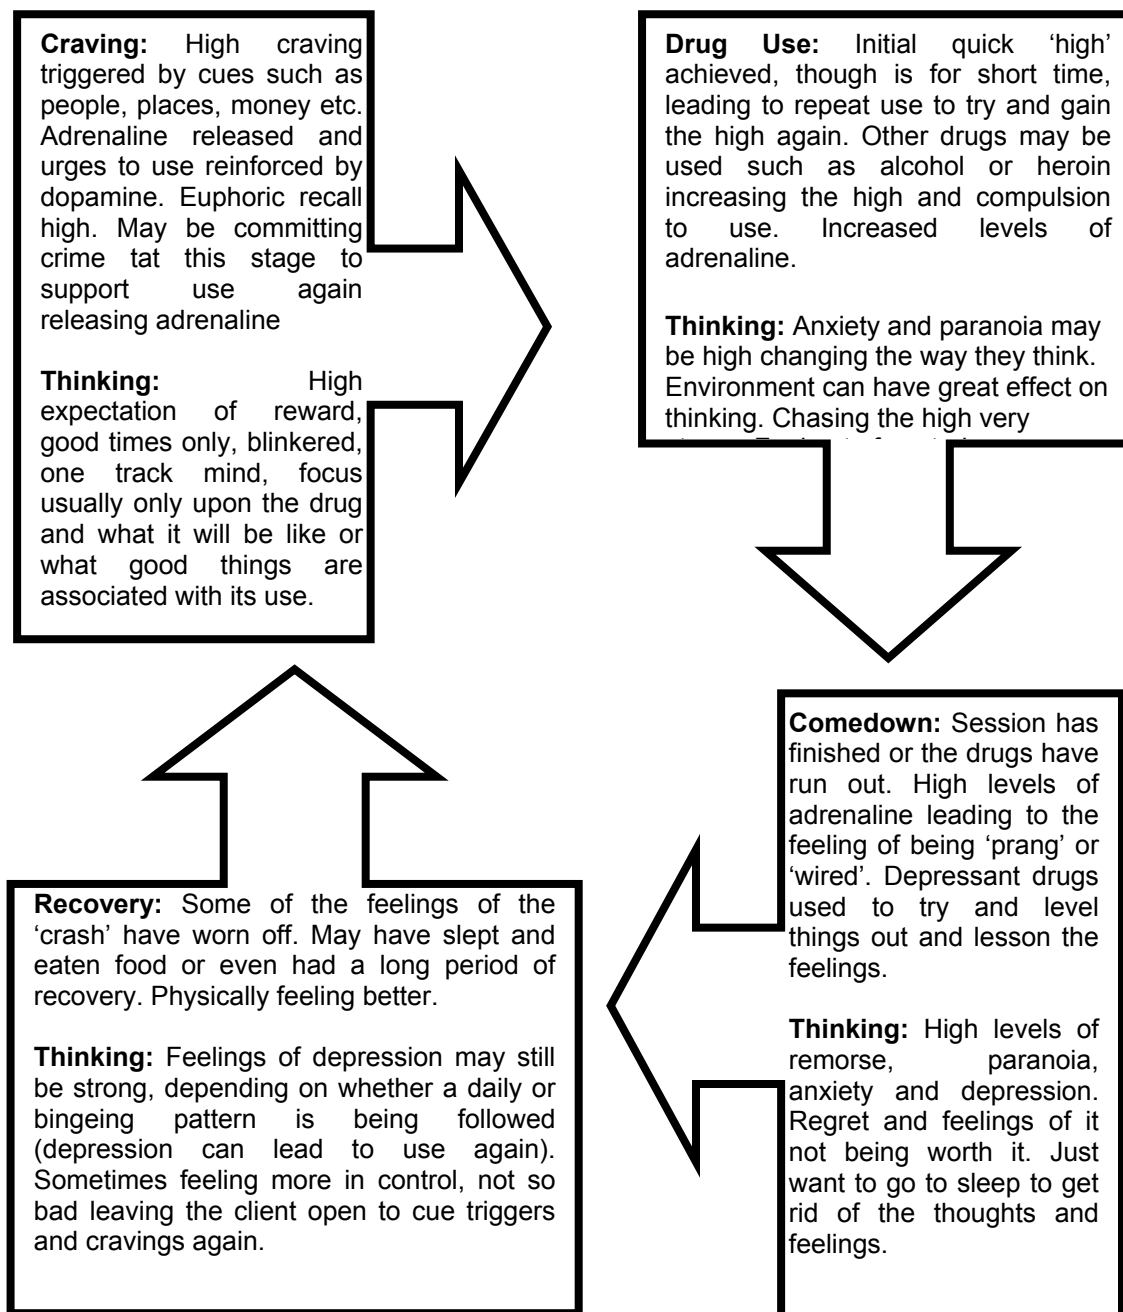 Craving: High craving
triggered by cues such as
people, places, money etc.
Adrenaline released and
urges to use reinforced by
dopamine. Euphoric recall
high. May be committing
crime tat this stage to
support use again
releasing adrenaline
Thinking: High
expectation of reward,
good times only, blinkered,
one track mind, focus
usually only upon the drug
and what it will be like or
what good things are
associated with its use.
Drug Use: Initial quick ‘high’
achieved, though is for short time,
leading to repeat use to try and gain
the high again. Other drugs may be
used such as alcohol or heroin
increasing the high and compulsion
to use. Increased levels of
adrenaline.
Thinking: Anxiety and paranoia may
be high changing the way they think.
Environment can have great effect on
thinking. Chasing the high very
Comedown: Session has
finished or the drugs have
run out. High levels of
adrenaline leading to the
feeling of being ‘prang’ or
‘wired’. Depressant drugs
used to try and level
things out and lesson the
feelings.
Thinking: High levels of
remorse, paranoia,
anxiety and depression.
Regret and feelings of it
not being worth it. Just
want to go to sleep to get
rid of the thoughts and
feelings.
Recovery: Some of the feelings of the
‘crash’ have worn off. May have slept and
eaten food or even had a long period of
recovery. Physically feeling better.
Thinking: Feelings of depression may still
be strong, depending on whether a daily or
bingeing pattern is being followed
(depression can lead to use again).
Sometimes feeling more in control, not so
bad leaving the client open to cue triggers
and cravings again.